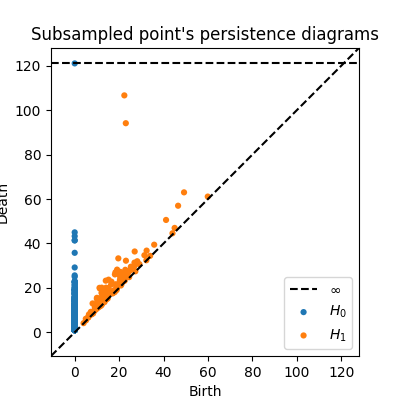 Subsampled point's persistence diagrams
120
100
80
60
40
20
0
Death
0 20 40 60 80 100 120
Birth
∞
H₀
H₁